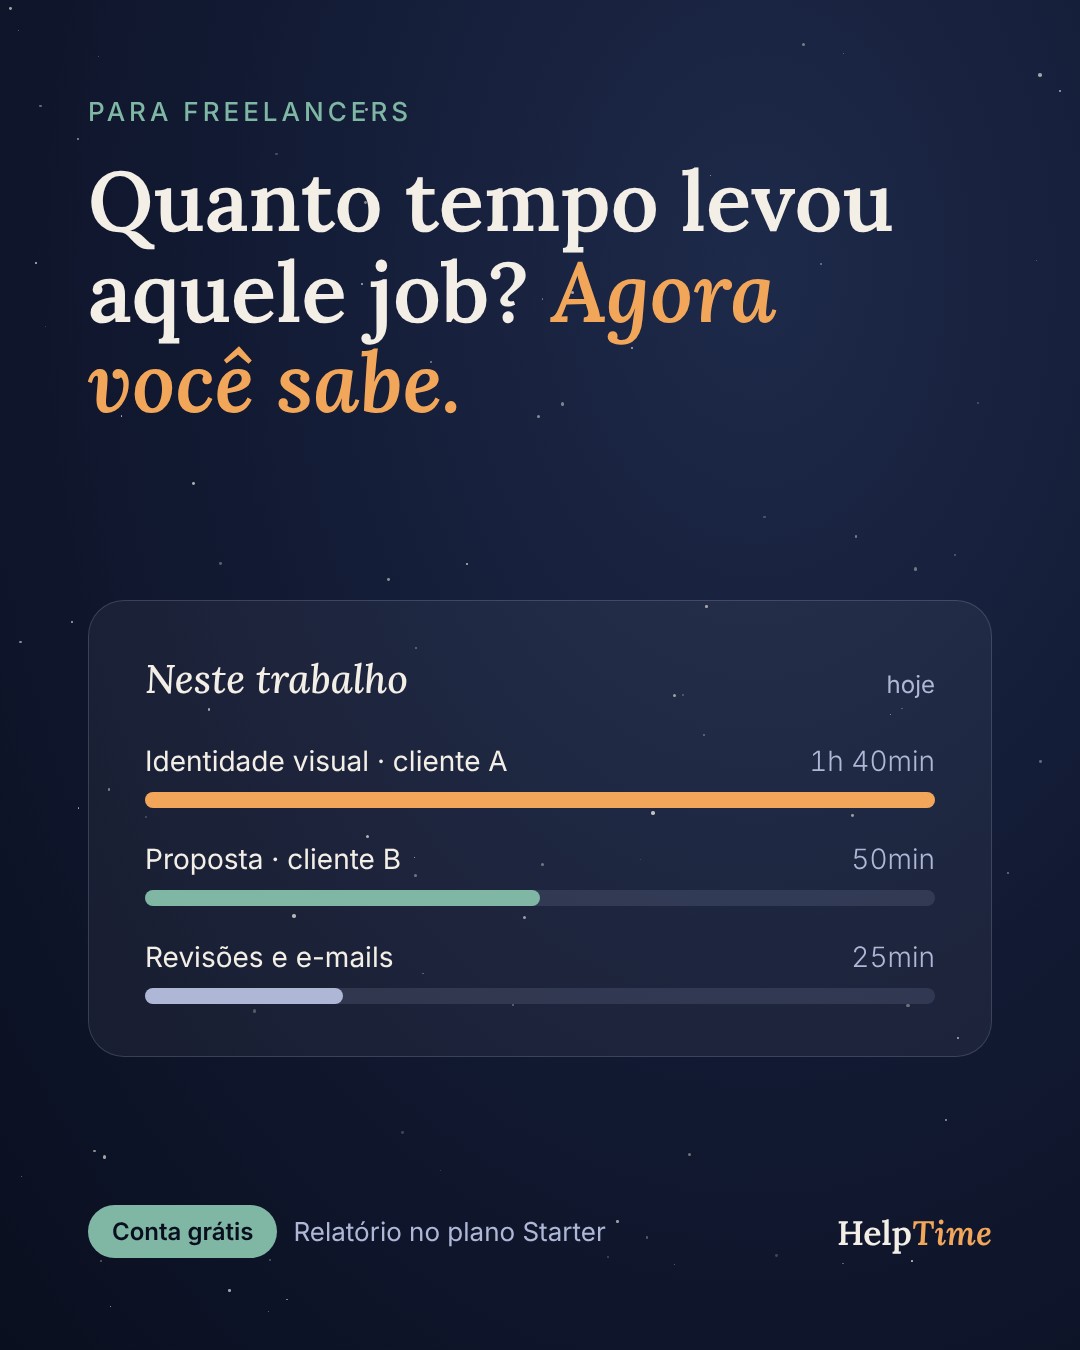 PARA FREELANCERS
Quanto tempo levou
aquele job? Agora
você sabe.
Neste trabalho
hoje
Identidade visual · cliente A
1h 40min
Proposta · cliente B
50min
Revisões e e-mails
25min
Conta grátis
Relatório no plano Starter
HelpTime